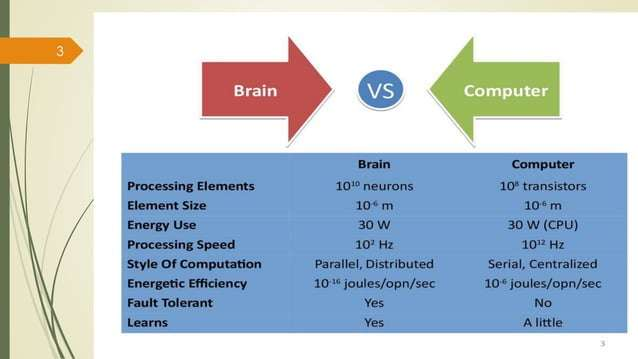 3
Brain VS Computer
Brain Computer
Processing Elements 10¹⁰ neurons 10⁸ transistors
Element Size 10⁻⁶ m 10⁻⁶ m
Energy Use 30 W 30 W (CPU)
Processing Speed 10² Hz 10¹² Hz
Style Of Computation Parallel, Distributed Serial, Centralized
Energetic Efficiency 10⁻¹⁶ joules/opn/sec 10⁻⁶ joules/opn/sec
Fault Tolerant Yes No
Learns Yes A little
3